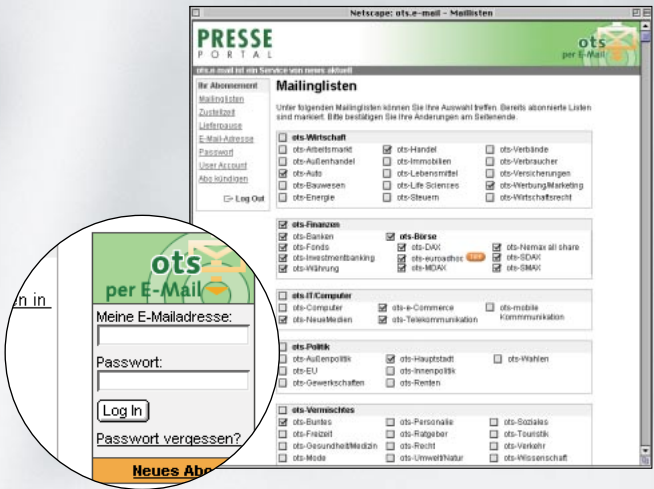 Netscape: ots.e-mail - Maillisten
PRESSE
PORTAL
ots
per E-Mail
ots.e-mail ist ein Service von news aktuell
Ihr Abonnement
Mailinglisten
Zustellzeit
Lieferpause
E-Mail-Adresse
Passwort
User Account
Abo kündigen
Log Out
Mailinglisten
Unter folgenden Mailinglisten können Sie Ihre Auswahl treffen. Bereits abonnierte Listen
sind markiert. Bitte bestätigen Sie Ihre Änderungen am Seitenende.
ots-Wirtschaft
ots-Arbeitsmarkt ots-Handel ots-Verbände
ots-Außenhandel ots-Immobilien ots-Verbraucher
ots-Auto ots-Lebensmittel ots-Versicherungen
ots-Bauwesen ots-Life Sciences ots-Werbung/Marketing
ots-Energie ots-Steuern ots-Wirtschaftsrecht
ots-Finanzen
ots-Banken ots-Börse
ots-Fonds ots-DAX ots-Nemax all share
ots-Investmentbanking ots-euroadhoc ots-SDAX
ots-Währung ots-MDAX ots-SMAX
ots-IT/Computer
ots-Computer ots-e-Commerce ots-mobile
ots-NeueMedien ots-Telekommunikation Kommmunikation
ots-Politik
ots-Außenpolitik ots-Hauptstadt ots-Wahlen
ots-EU ots-Innenpolitik
ots-Gewerkschaften ots-Renten
ots-Vermischtes
ots-Buntes ots-Personalie ots-Soziales
ots-Freizeit ots-Ratgeber ots-Touristik
ots-Gesundheit/Medizin ots-Recht ots-Verkehr
ots-Mode ots-Umwelt/Natur ots-Wissenschaft
n in
ots
per E-Mail
Meine E-Mailadresse:
Passwort:
Log In
Passwort vergessen?
Neues Abo